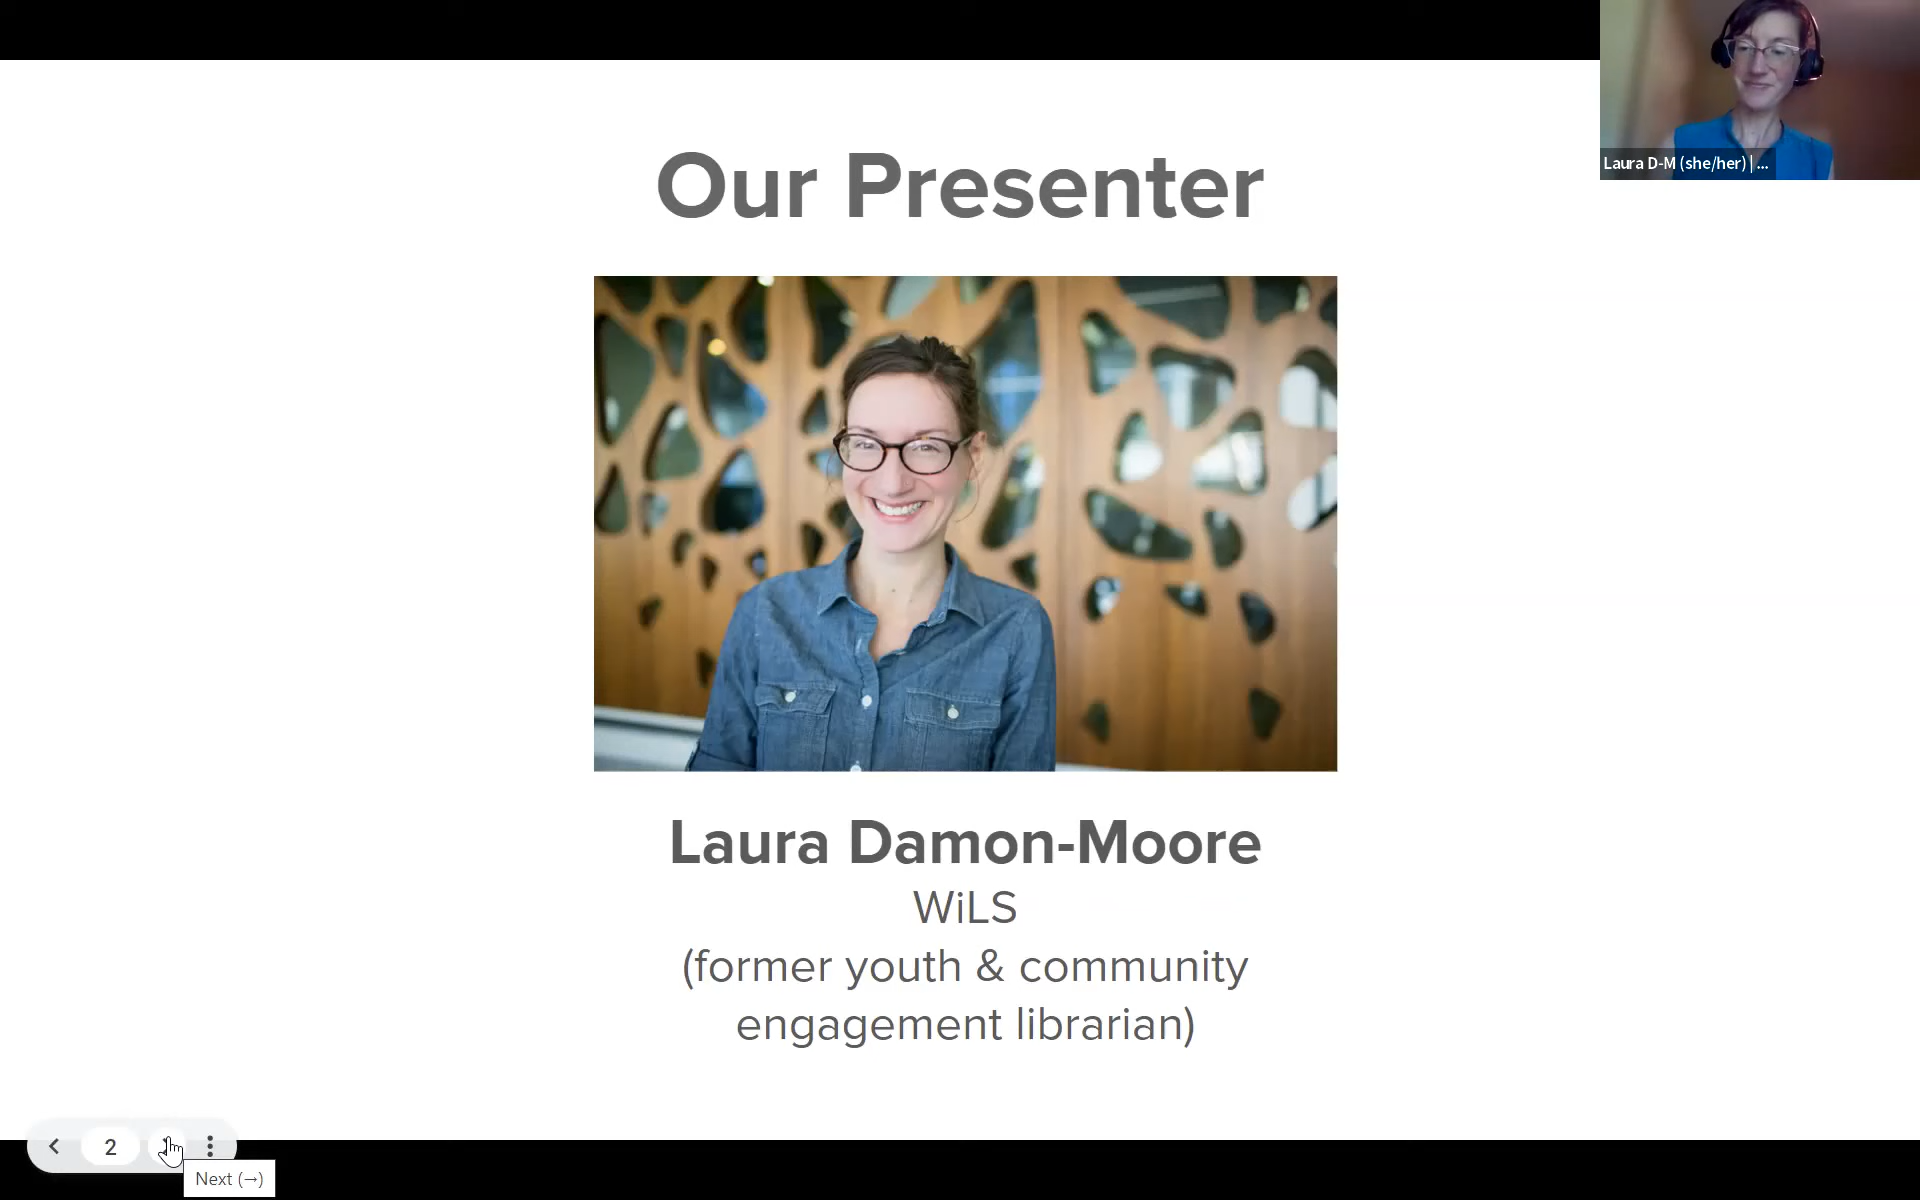 Laura D-M (she/her) | ...
Our Presenter
Laura Damon-Moore
WiLS
(former youth & community
engagement librarian)
2
Next (→)